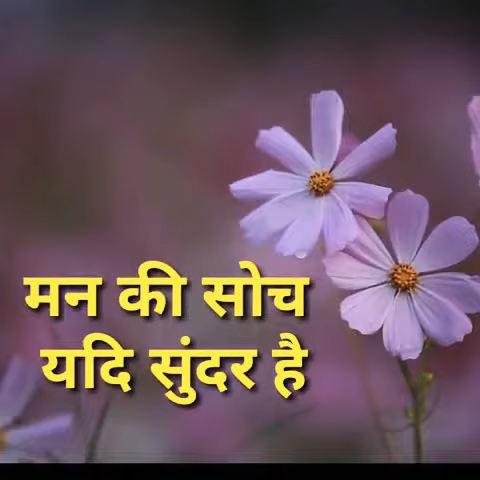 मन की सोच
यदि सुंदर है